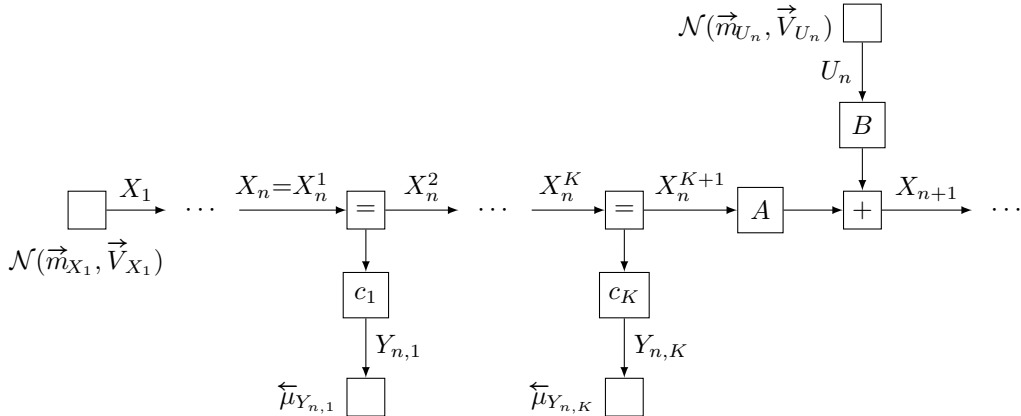 𝒩(m⃗_{U_n}, V⃗_{U_n})
U_n
B
X_1
⋯
X_n=X_n^1
=
X_n^2
⋯
X_n^K
=
X_n^{K+1}
A
+
X_{n+1}
⋯
𝒩(m⃗_{X_1}, V⃗_{X_1})
c_1
c_K
Y_{n,1}
Y_{n,K}
μ⃖_{Y_{n,1}}
μ⃖_{Y_{n,K}}